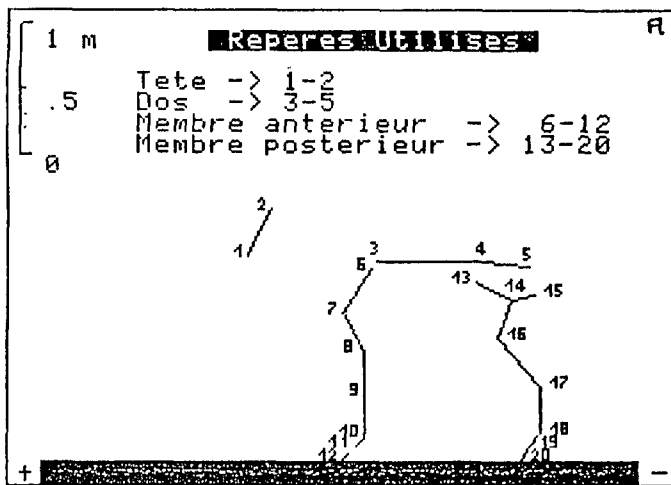 A
1 m
Reperes Utilises
Tete -> 1-2
.5
Dos -> 3-5
Membre anterieur -> 6-12
Membre posterieur -> 13-20
0
2
1
3 4 5
6
13 14 15
7
16
8
9
17
10 18
11 19
12 20
+ -